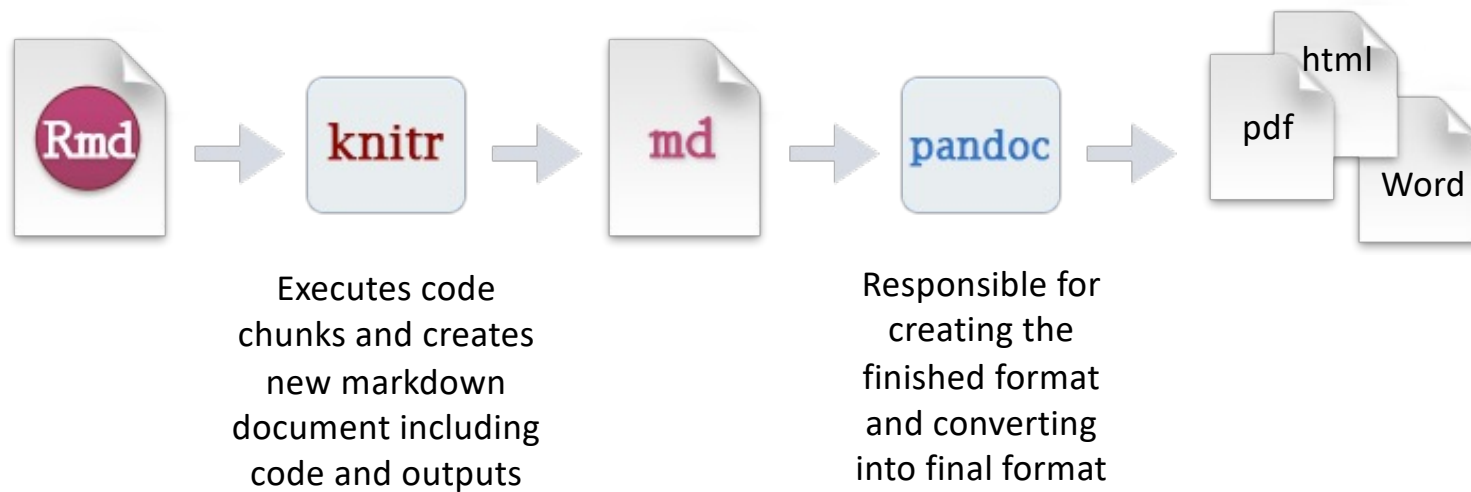 Rmd
knitr
md
pandoc
html
pdf
Word
Executes code
chunks and creates
new markdown
document including
code and outputs
Responsible for
creating the
finished format
and converting
into final format